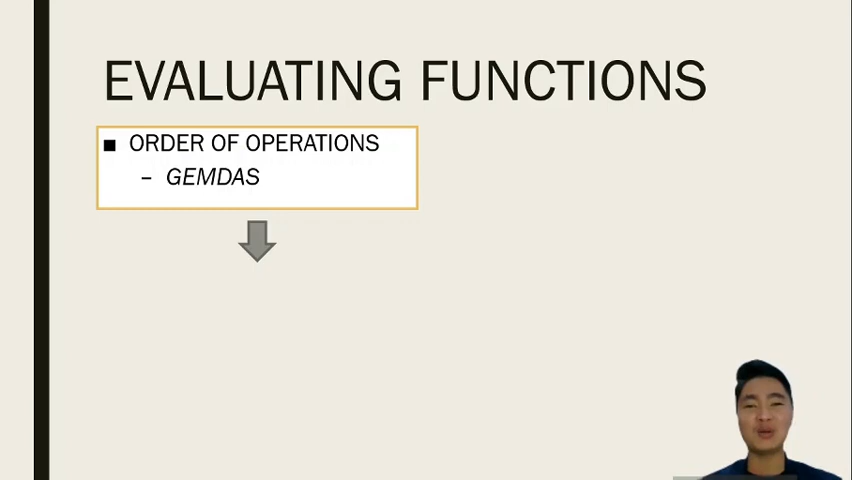 EVALUATING FUNCTIONS
■ ORDER OF OPERATIONS
– GEMDAS